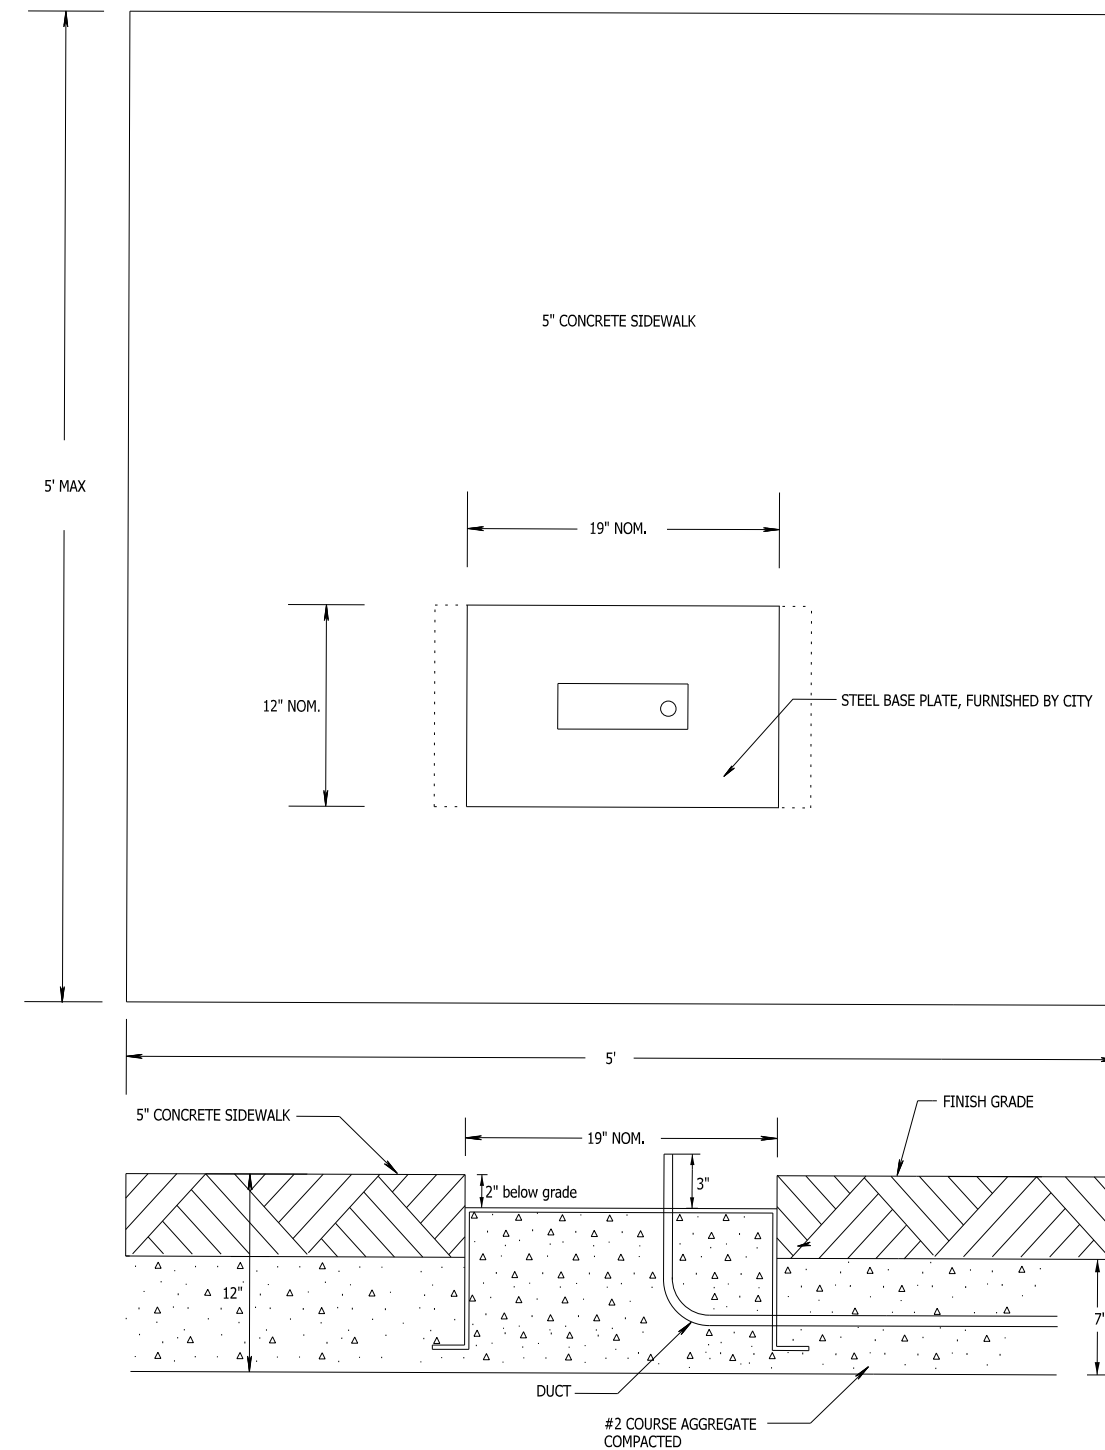 5" CONCRETE SIDEWALK
5' MAX
19" NOM.
12" NOM.
STEEL BASE PLATE, FURNISHED BY CITY
5'
5" CONCRETE SIDEWALK
FINISH GRADE
19" NOM.
2" below grade
3"
12"
7"
DUCT
#2 COURSE AGGREGATE
COMPACTED